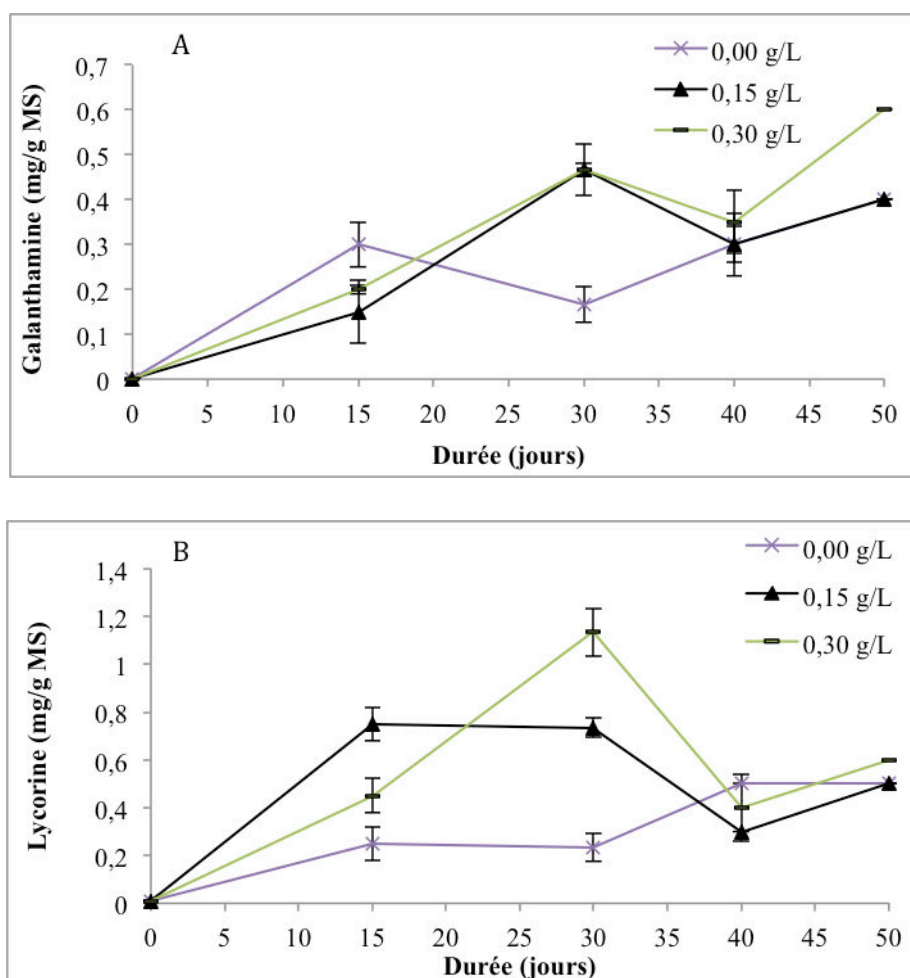 A
0,00 g/L
0,15 g/L
0,30 g/L
Galanthamine (mg/g MS)
0,7
0,6
0,5
0,4
0,3
0,2
0,1
0
0 5 10 15 20 25 30 35 40 45 50
Durée (jours)
B
0,00 g/L
0,15 g/L
0,30 g/L
Lycorine (mg/g MS)
1,4
1,2
1
0,8
0,6
0,4
0,2
0
0 5 10 15 20 25 30 35 40 45 50
Durée (jours)